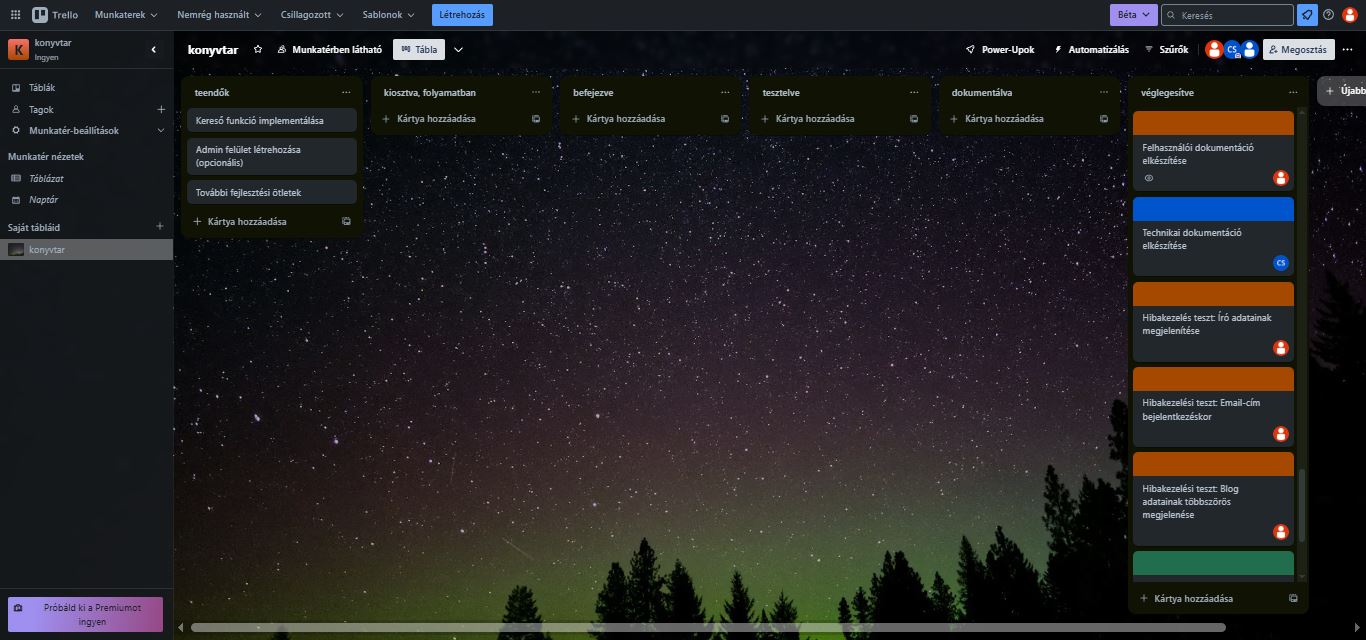 Trello
Munkaterek
Nemrég használt
Csillagozott
Sablonok
Létrehozás
Béta
Keresés
K
konyvtar
Ingyen
konyvtar
Munkatérben látható
Tábla
Power-Upok
Automatizálás
Szűrők
CS
Megosztás
Táblák
Tagok
Munkatér-beállítások
Munkatér nézetek
Táblázat
Naptár
Saját tábláid
konyvtar
Próbáld ki a Premiumot
ingyen
teendők
Kereső funkció implementálása
Admin felület létrehozása
(opcionális)
További fejlesztési ötletek
Kártya hozzáadása
kiosztva, folyamatban
Kártya hozzáadása
befejezve
Kártya hozzáadása
tesztelve
Kártya hozzáadása
dokumentálva
Kártya hozzáadása
véglegesítve
Felhasználói dokumentáció
elkészítése
Technikai dokumentáció
elkészítése
CS
Hibakezelés teszt: Író adatainak
megjelenítése
Hibakezelési teszt: Email-cím
bejelentkezéskor
Hibakezelési teszt: Blog
adatainak többszörös
megjelenése
Kártya hozzáadása
Újabb